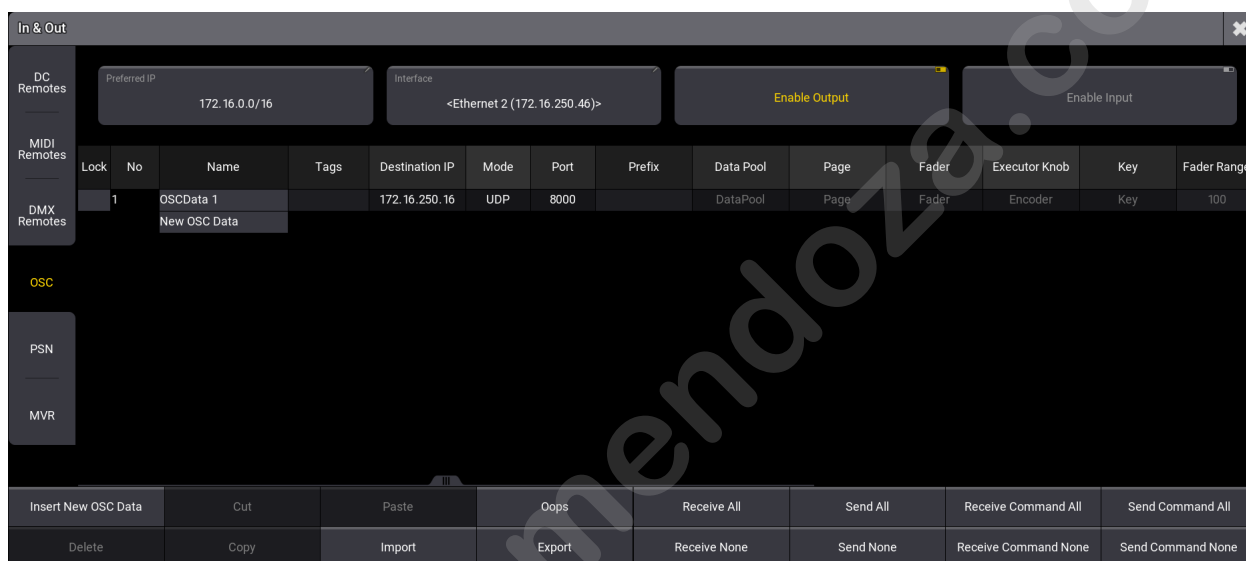 In & Out
DC Remotes
MIDI Remotes
DMX Remotes
OSC
PSN
MVR
Preferred IP
172.16.0.0/16
Interface
<Ethernet 2 (172.16.250.46)>
Enable Output
Enable Input
Lock No Name Tags Destination IP Mode Port Prefix Data Pool Page Fader Executor Knob Key Fader Range
1 OSCData 1 172.16.250.16 UDP 8000 DataPool Page Fader Encoder Key 100
New OSC Data
Insert New OSC Data Cut Paste Oops Receive All Send All Receive Command All Send Command All
Delete Copy Import Export Receive None Send None Receive Command None Send Command None
mendoza.co